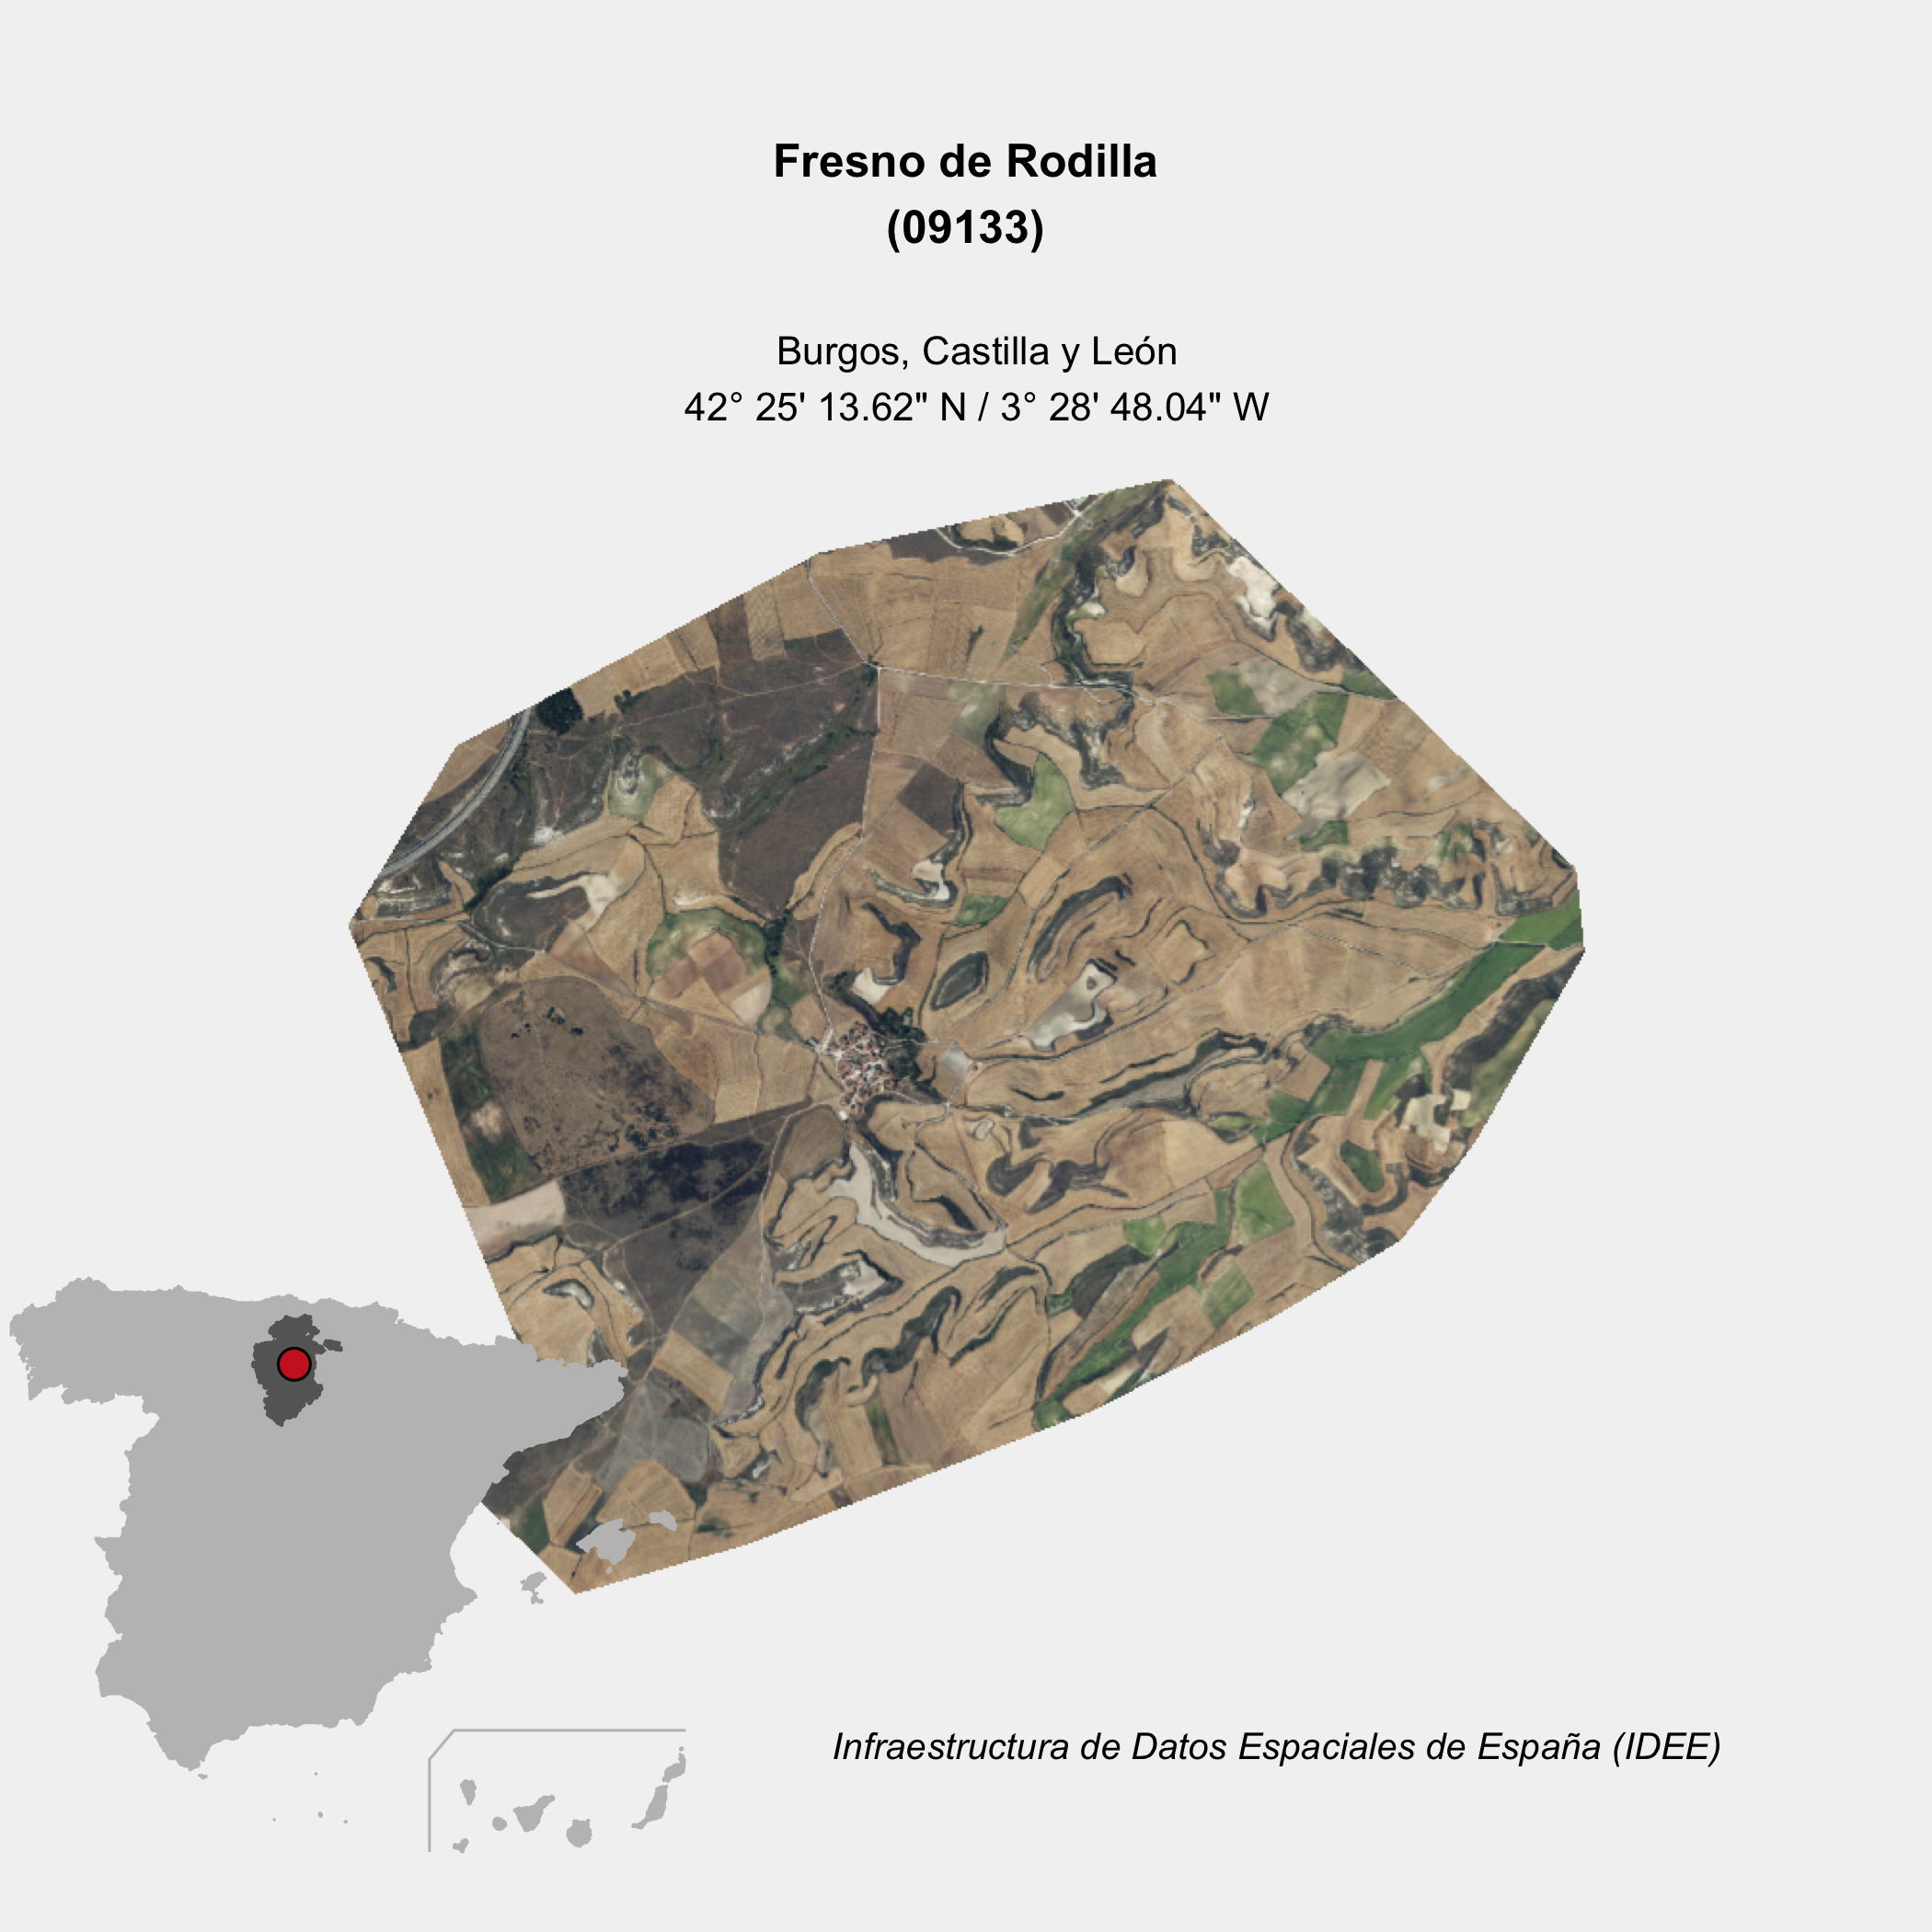 Fresno de Rodilla
(09133)
Burgos, Castilla y León
42° 25' 13.62" N / 3° 28' 48.04" W
Infraestructura de Datos Espaciales de España (IDEE)